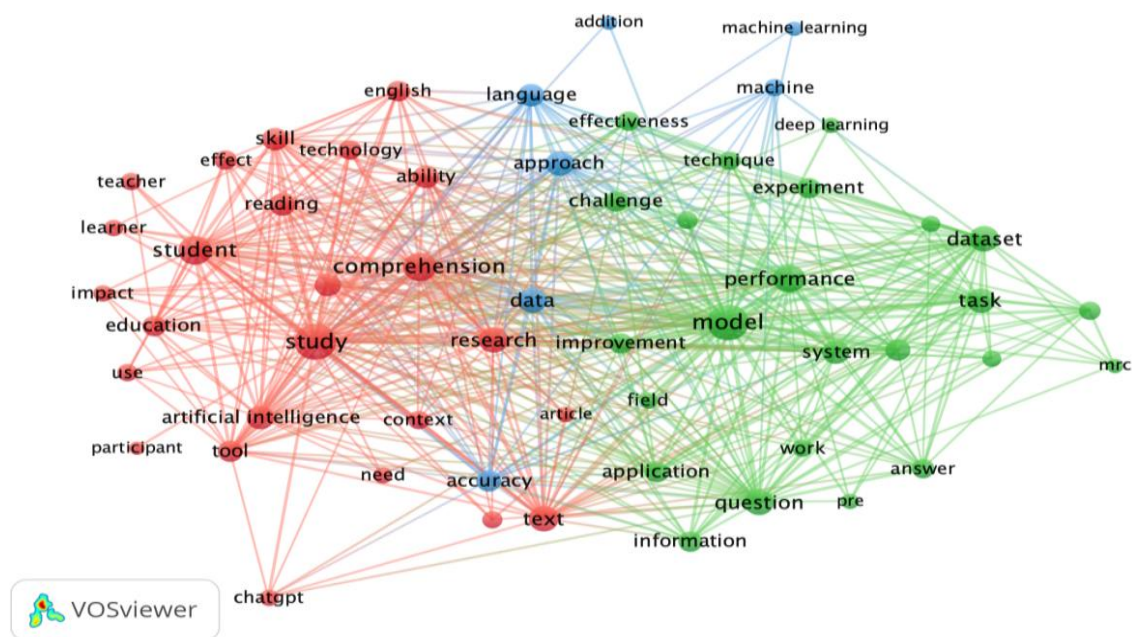 addition
machine learning
english
language
machine
effectiveness
deep learning
skill
technology
effect
approach
technique
teacher
ability
experiment
reading
challenge
learner
student
dataset
comprehension
performance
impact
data
task
education
model
study
research
improvement
system
use
mrc
artificial intelligence
context
article
field
participant
tool
work
need
accuracy
application
answer
text
question
pre
information
chatgpt
VOSviewer